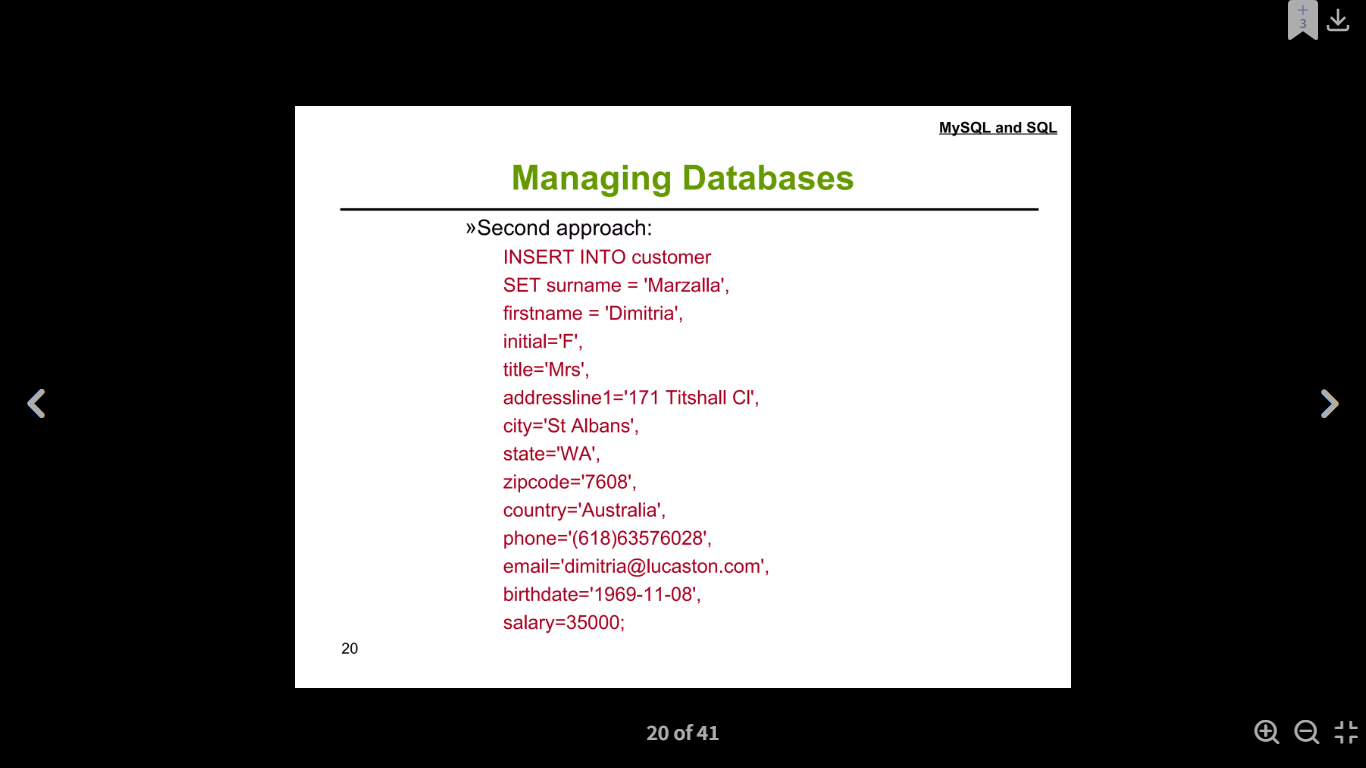 +
3
MySQL and SQL
Managing Databases
»Second approach:
INSERT INTO customer
SET surname = 'Marzalla',
firstname = 'Dimitria',
initial='F',
title='Mrs',
addressline1='171 Titshall Cl',
city='St Albans',
state='WA',
zipcode='7608',
country='Australia',
phone='(618)63576028',
email='dimitria@lucaston.com',
birthdate='1969-11-08',
salary=35000;
20
20 of 41